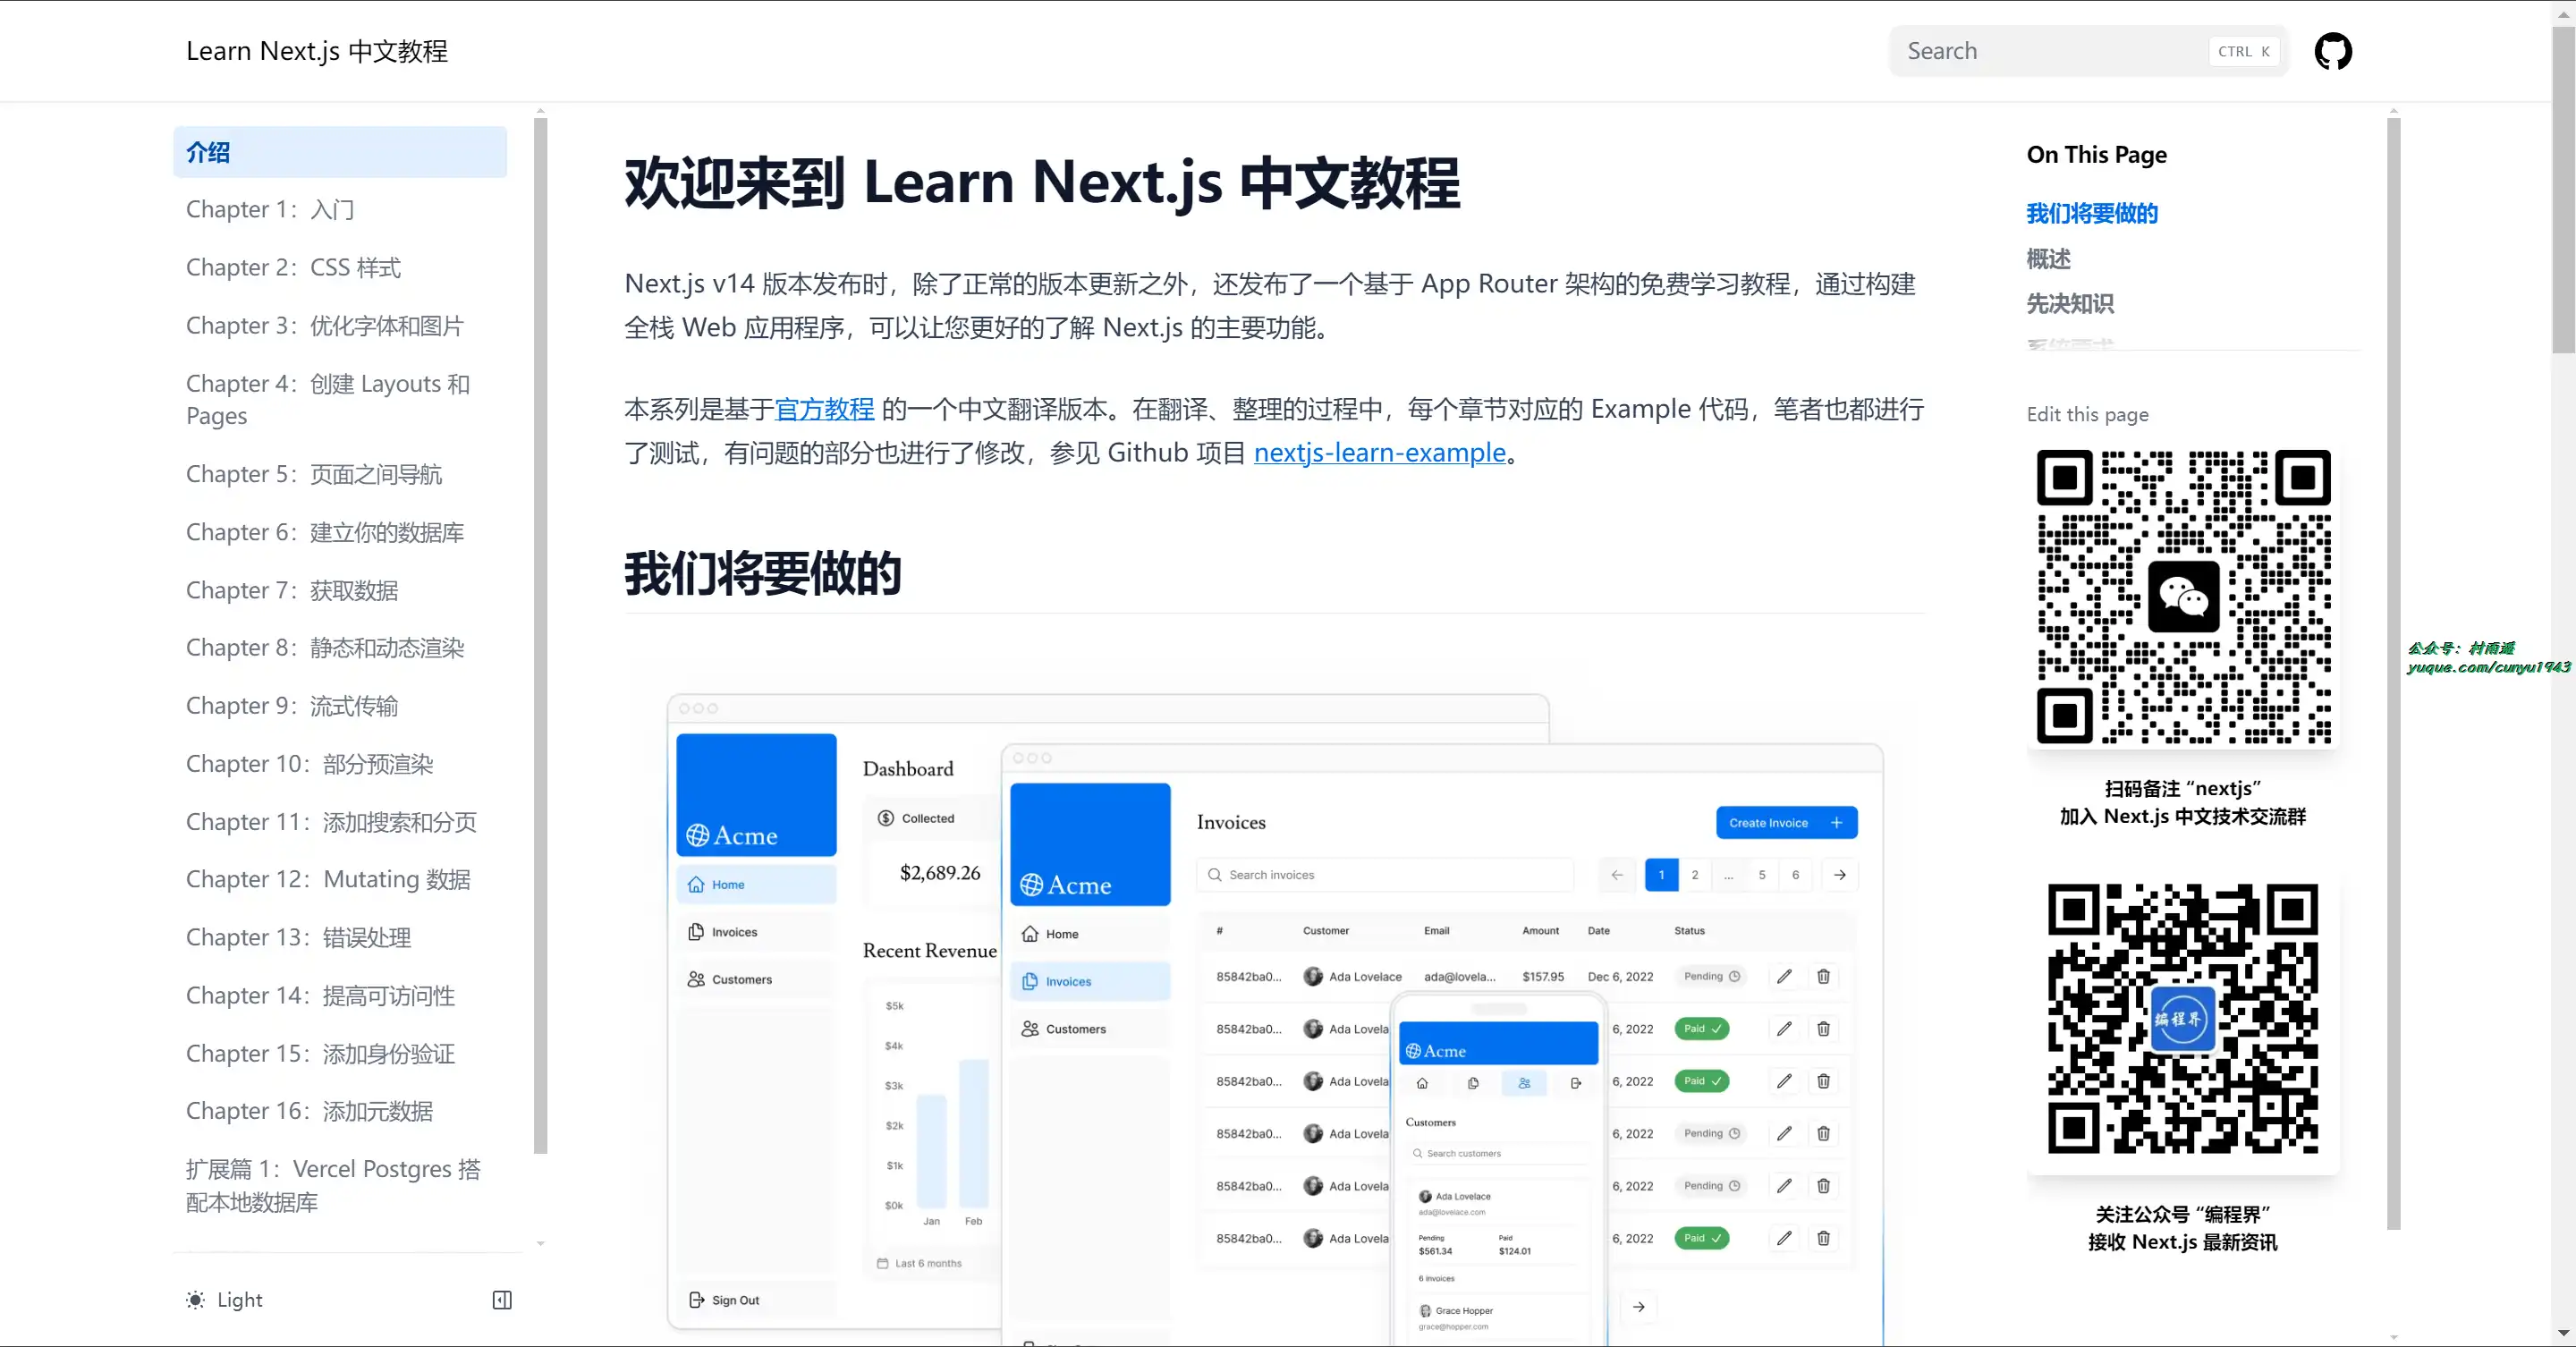 Learn Next.js 中文教程
Search
CTRL K
介绍
Chapter 1：入门
Chapter 2：CSS 样式
Chapter 3：优化字体和图片
Chapter 4：创建 Layouts 和
Pages
Chapter 5：页面之间导航
Chapter 6：建立你的数据库
Chapter 7：获取数据
Chapter 8：静态和动态渲染
Chapter 9：流式传输
Chapter 10：部分预渲染
Chapter 11：添加搜索和分页
Chapter 12：Mutating 数据
Chapter 13：错误处理
Chapter 14：提高可访问性
Chapter 15：添加身份验证
Chapter 16：添加元数据
扩展篇 1：Vercel Postgres 搭
配本地数据库
Light
欢迎来到 Learn Next.js 中文教程
Next.js v14 版本发布时，除了正常的版本更新之外，还发布了一个基于 App Router 架构的免费学习教程，通过构建
全栈 Web 应用程序，可以让您更好的了解 Next.js 的主要功能。
本系列是基于官方教程 的一个中文翻译版本。在翻译、整理的过程中，每个章节对应的 Example 代码，笔者也都进行
了测试，有问题的部分也进行了修改，参见 Github 项目 nextjs-learn-example。
我们将要做的
Acme
Home
Invoices
Customers
Sign Out
Dashboard
Collected
$2,689.26
Recent Revenue
$5k
$4k
$3k
$2k
$1k
$0k
Jan Feb
Last 6 months
Acme
Home
Invoices
Customers
Invoices
Create Invoice +
Search invoices
← 1 2 ... 5 6 →
# Customer Email Amount Date Status
85842ba0... Ada Lovelace ada@lovela... $157.95 Dec 6, 2022 Pending
85842ba0... Ada Lovela 6, 2022 Paid
85842ba0... Ada Lovela 6, 2022 Paid
85842ba0... Ada Lovela 6, 2022 Pending
85842ba0... Ada Lovela 6, 2022 Pending
85842ba0... Ada Lovela 6, 2022 Paid
Acme
Customers
Search customers
Ada Lovelace
ada@lovelace.com
Pending Paid
$561.34 $124.01
6 invoices
Grace Hopper
grace@hopper.com
→
On This Page
我们将要做的
概述
先决知识
系统要求
Edit this page
扫码备注 “nextjs”
加入 Next.js 中文技术交流群
编程界
关注公众号 “编程界”
接收 Next.js 最新资讯
公众号：村雨遥
yuque.com/cunyu1943